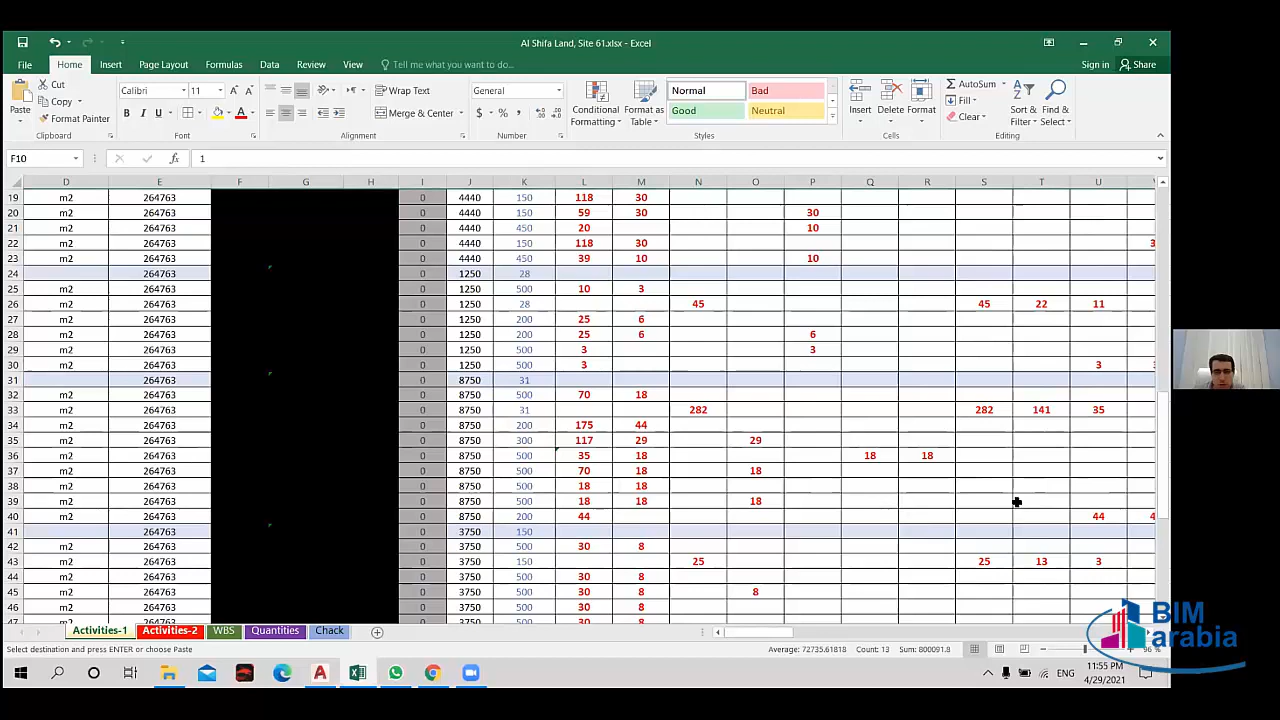 Al Shifa Land, Site 61.xlsx - Excel
File Home Insert Page Layout Formulas Data Review View Tell me what you want to do... Sign in Share
Cut
Copy
Format Painter
Paste
Calibri 11
B I U
Wrap Text
Merge & Center
General
$ % ,
Conditional Formatting
Format as Table
Normal Bad
Good Neutral
Insert Delete Format
AutoSum
Fill
Clear
Sort & Filter
Find & Select
Clipboard Font Alignment Number Styles Cells Editing
F10 fx 1
D E F G H I J K L M N O P Q R S T U
19 m2 264763 0 4440 150 118 30
20 m2 264763 0 4440 150 59 30 30
21 m2 264763 0 4440 450 20 10
22 m2 264763 0 4440 150 118 30 3
23 m2 264763 0 4440 450 39 10 10
24 264763 0 1250 28
25 m2 264763 0 1250 500 10 3
26 m2 264763 0 1250 28 45 45 22 11
27 m2 264763 0 1250 200 25 6
28 m2 264763 0 1250 200 25 6 6
29 m2 264763 0 1250 500 3 3
30 m2 264763 0 1250 500 3 3
31 264763 0 8750 31
32 m2 264763 0 8750 500 70 18
33 m2 264763 0 8750 31 282 282 141 35
34 m2 264763 0 8750 200 175 44
35 m2 264763 0 8750 300 117 29 29
36 m2 264763 0 8750 500 35 18 18 18
37 m2 264763 0 8750 500 70 18 18
38 m2 264763 0 8750 500 18 18
39 m2 264763 0 8750 500 18 18 18
40 m2 264763 0 8750 200 44 44 4
41 264763 0 3750 150
42 m2 264763 0 3750 500 30 8
43 m2 264763 0 3750 150 25 25 13 3
44 m2 264763 0 3750 500 30 8
45 m2 264763 0 3750 500 30 8 8
46 m2 264763 0 3750 500 30 8
Activities-1 Activities-2 WBS Quantities Chack
Select destination and press ENTER or choose Paste Average: 72735.61818 Count: 13 Sum: 800091.8 96 %
BIM
arabia
ENG
11:55 PM
4/29/2021